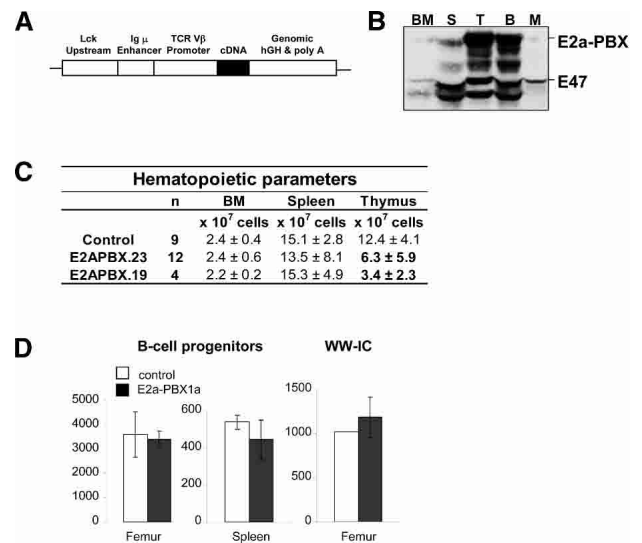 A
Lck Upstream
Ig μ Enhancer
TCR Vβ Promoter
cDNA
Genomic hGH & poly A
B
BM S T B M
E2a-PBX
E47
C
Hematopoietic parameters
n BM Spleen Thymus
x 10⁷ cells x 10⁷ cells x 10⁷ cells
Control 9 2.4 ± 0.4 15.1 ± 2.8 12.4 ± 4.1
E2APBX.23 12 2.4 ± 0.6 13.5 ± 8.1 6.3 ± 5.9
E2APBX.19 4 2.2 ± 0.2 15.3 ± 4.9 3.4 ± 2.3
D
B-cell progenitors
WW-IC
control
E2a-PBX1a
5000
4000
3000
2000
1000
0
Femur
600
400
200
0
Spleen
1500
1000
500
0
Femur